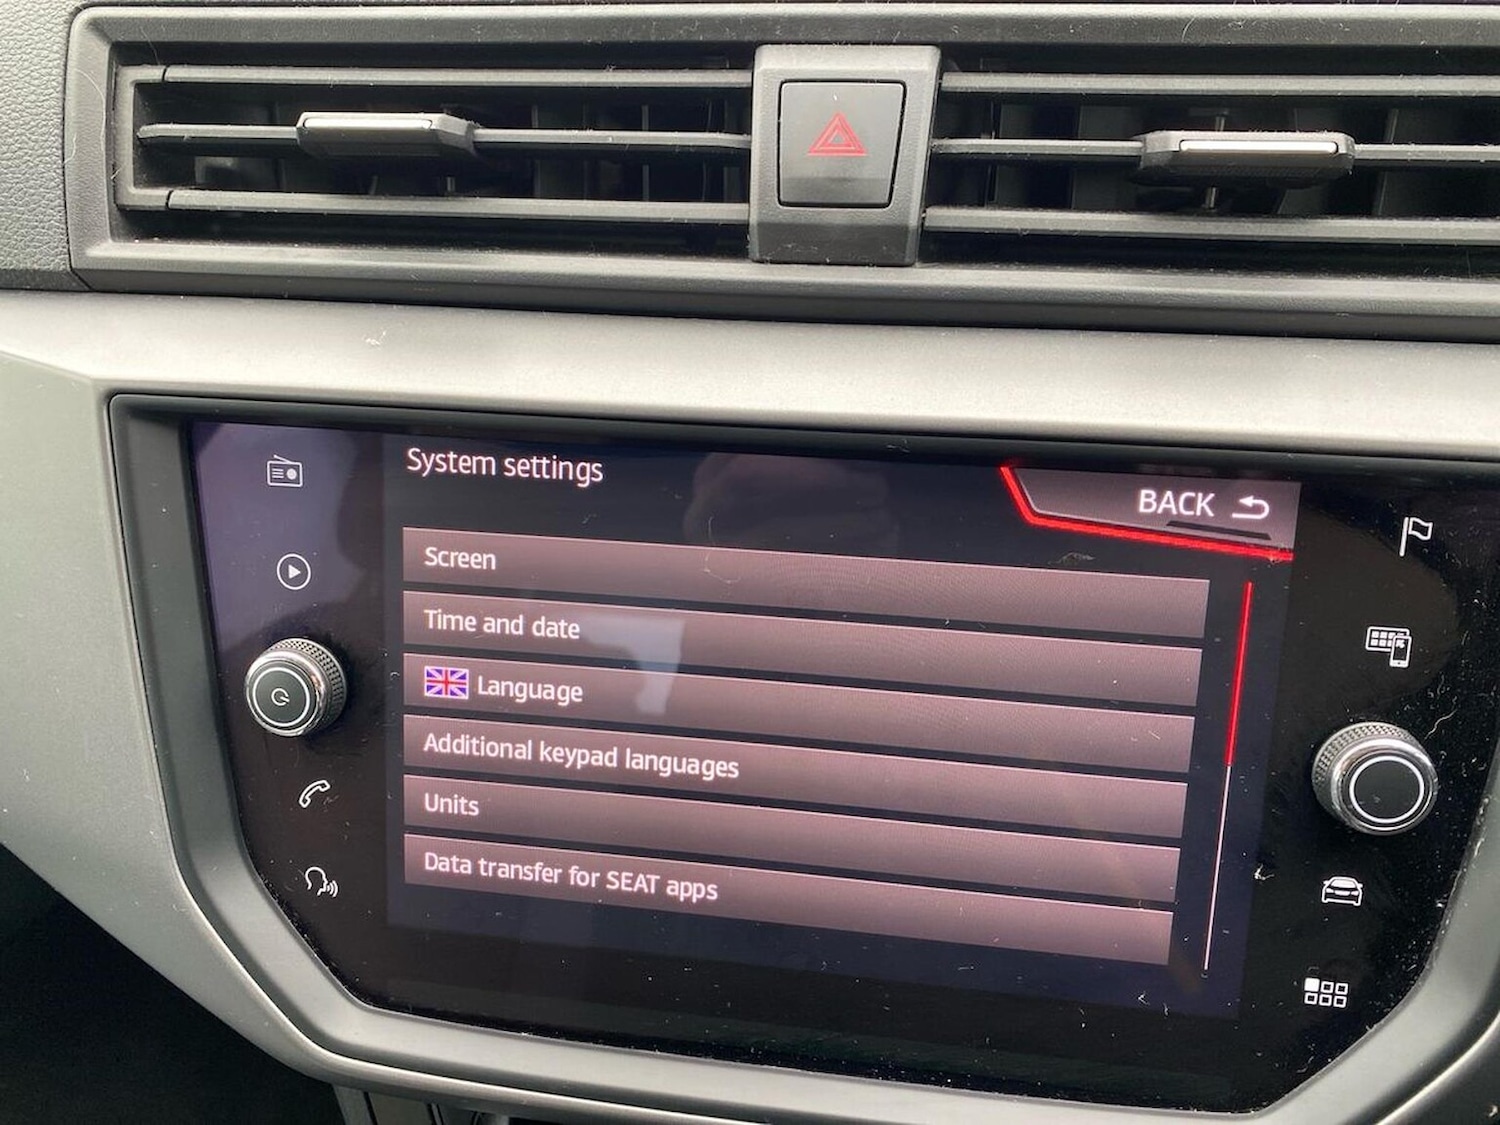 System settings
BACK
Screen
Time and date
Language
Additional keypad languages
Units
Data transfer for SEAT apps